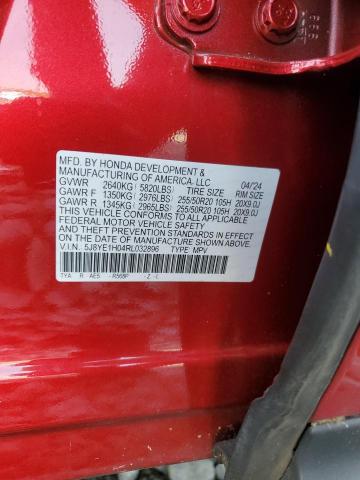 MFD. BY HONDA DEVELOPMENT &
MANUFACTURING OF AMERICA, LLC 04/24
GVWR 2640KG ( 5820LBS) TIRE SIZE RIM SIZE
GAWR F 1350KG ( 2976LBS) 255/50R20 105H 20X9.0J
GAWR R 1345KG ( 2965LBS) 255/50R20 105H 20X9.0J
THIS VEHICLE CONFORMS TO ALL APPLICABLE
FEDERAL MOTOR VEHICLE SAFETY AND
THEFT PREVENTION STANDARDS IN EFFECT ON
THE DATE OF MANUFACTURE SHOWN ABOVE.
V.I.N. 5J8YE1H04RL032896 TYPE: MPV
TYA R -AE5 -R568P -Z -L